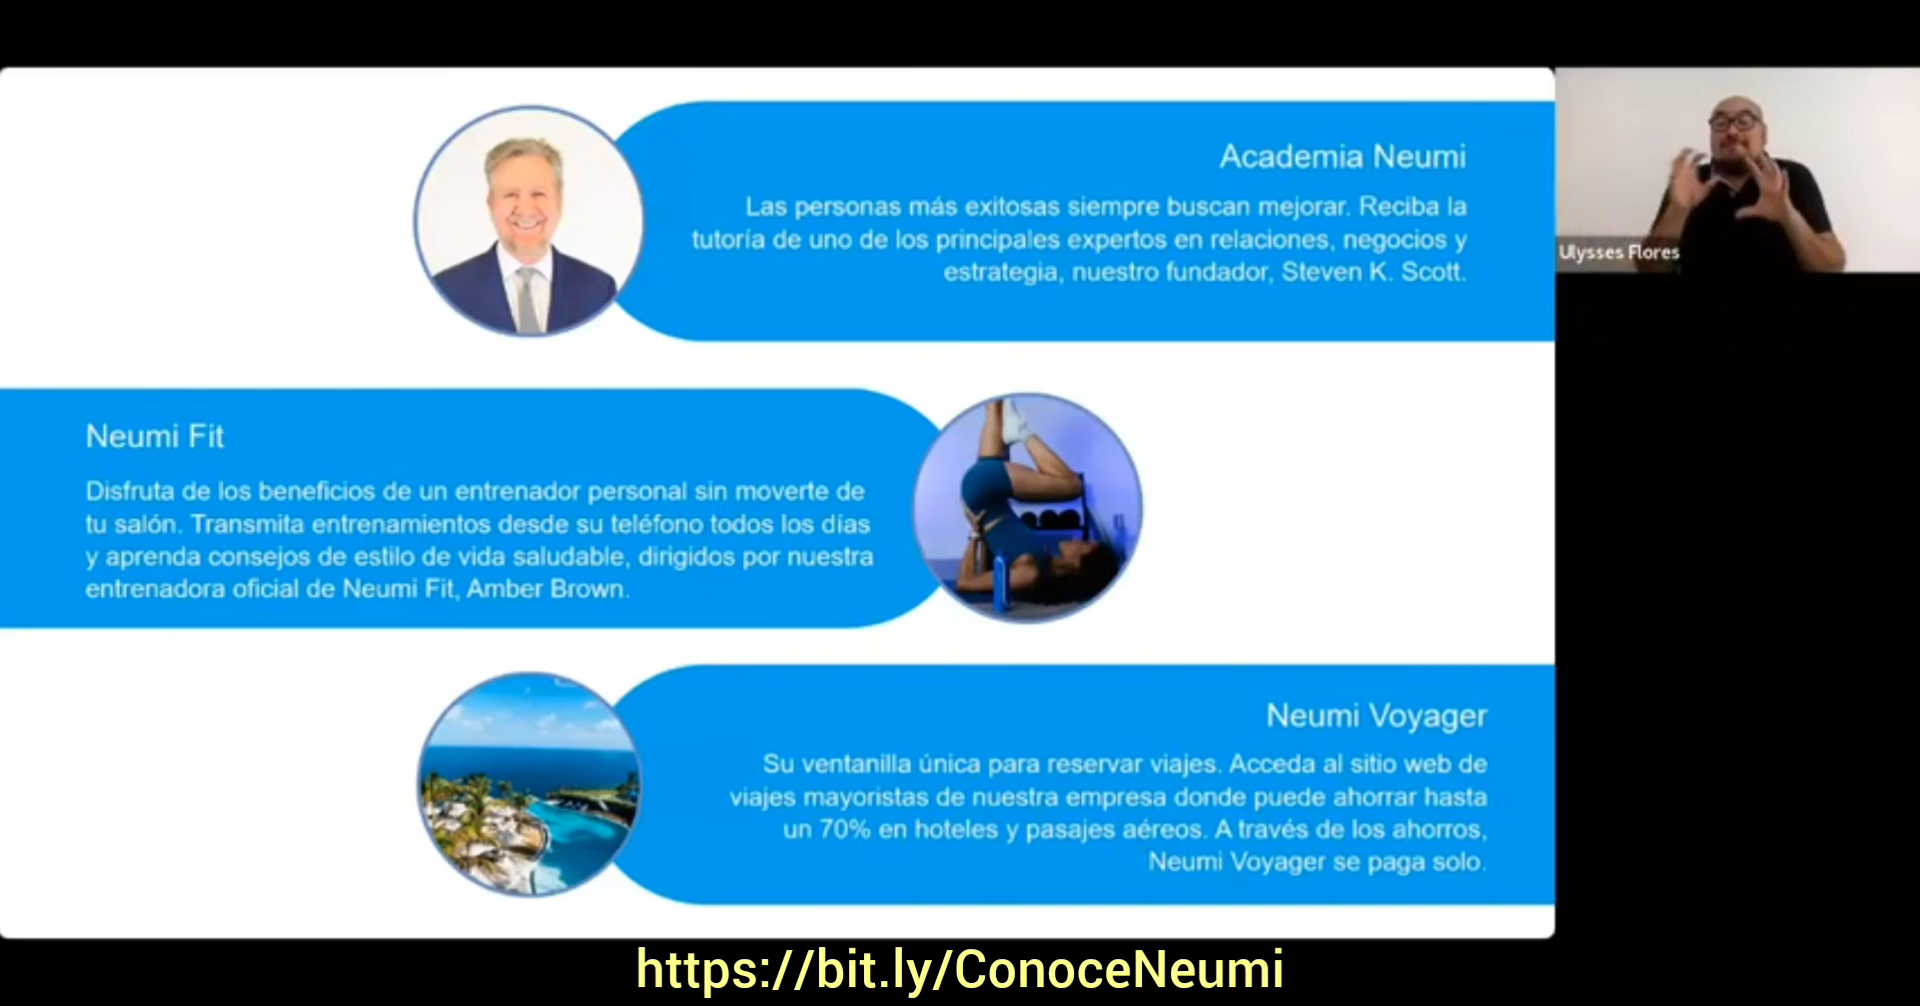 Academia Neumi
Las personas más exitosas siempre buscan mejorar. Reciba la
tutoría de uno de los principales expertos en relaciones, negocios y
estrategia, nuestro fundador, Steven K. Scott.
Ulysses Flores
Neumi Fit
Disfruta de los beneficios de un entrenador personal sin moverte de
tu salón. Transmita entrenamientos desde su teléfono todos los días
y aprenda consejos de estilo de vida saludable, dirigidos por nuestra
entrenadora oficial de Neumi Fit, Amber Brown.
Neumi Voyager
Su ventanilla única para reservar viajes. Acceda al sitio web de
viajes mayoristas de nuestra empresa donde puede ahorrar hasta
un 70% en hoteles y pasajes aéreos. A través de los ahorros,
Neumi Voyager se paga solo.
https://bit.ly/ConoceNeumi